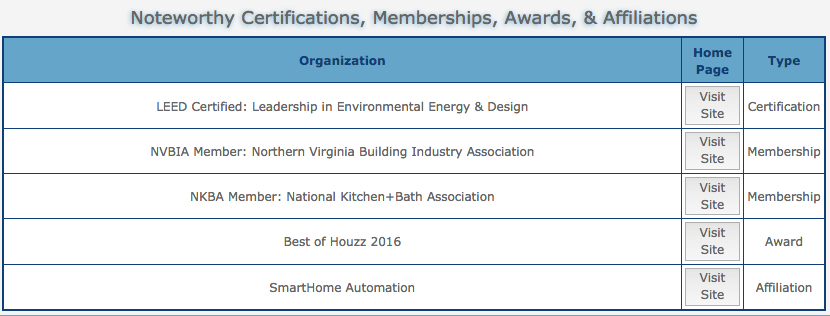 Noteworthy Certifications, Memberships, Awards, & Affiliations
Organization
Home
Page
Type
LEED Certified: Leadership in Environmental Energy & Design
Visit
Site
Certification
NVBIA Member: Northern Virginia Building Industry Association
Visit
Site
Membership
NKBA Member: National Kitchen+Bath Association
Visit
Site
Membership
Best of Houzz 2016
Visit
Site
Award
SmartHome Automation
Visit
Site
Affiliation